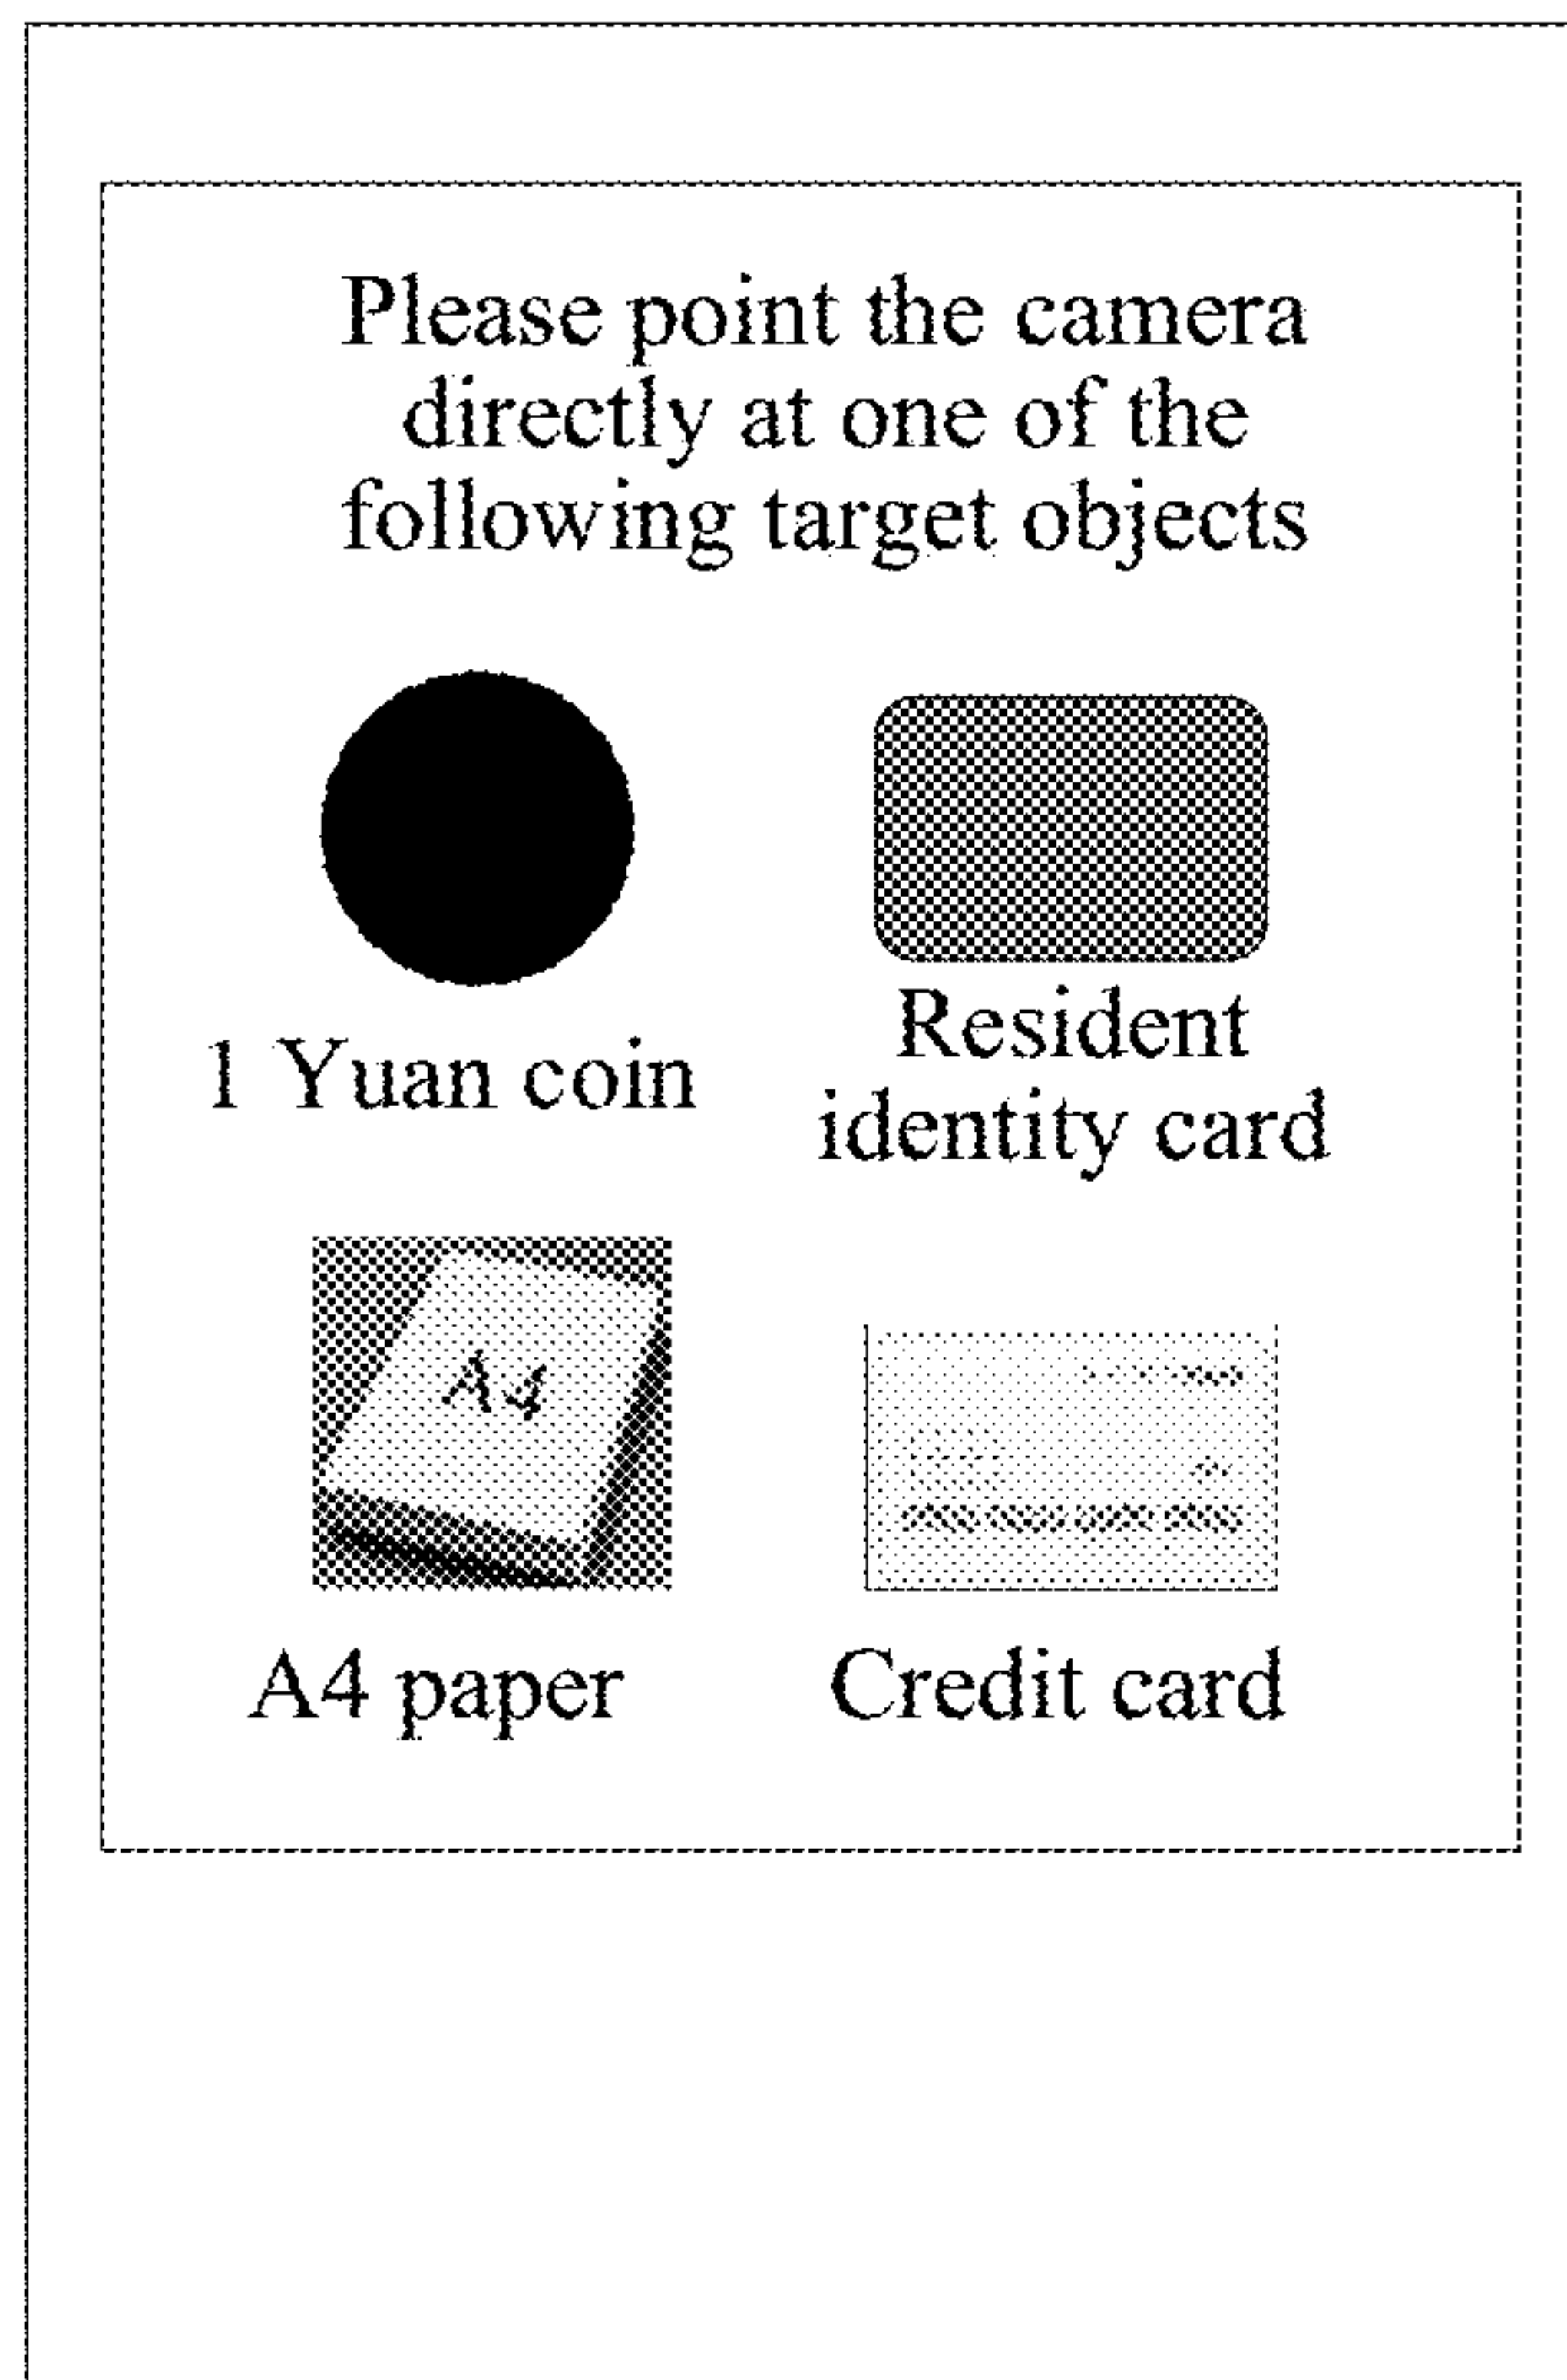 Please point the camera
directly at one of the
following target objects
1 Yuan coin
Resident
identity card
A4
A4 paper
Credit card